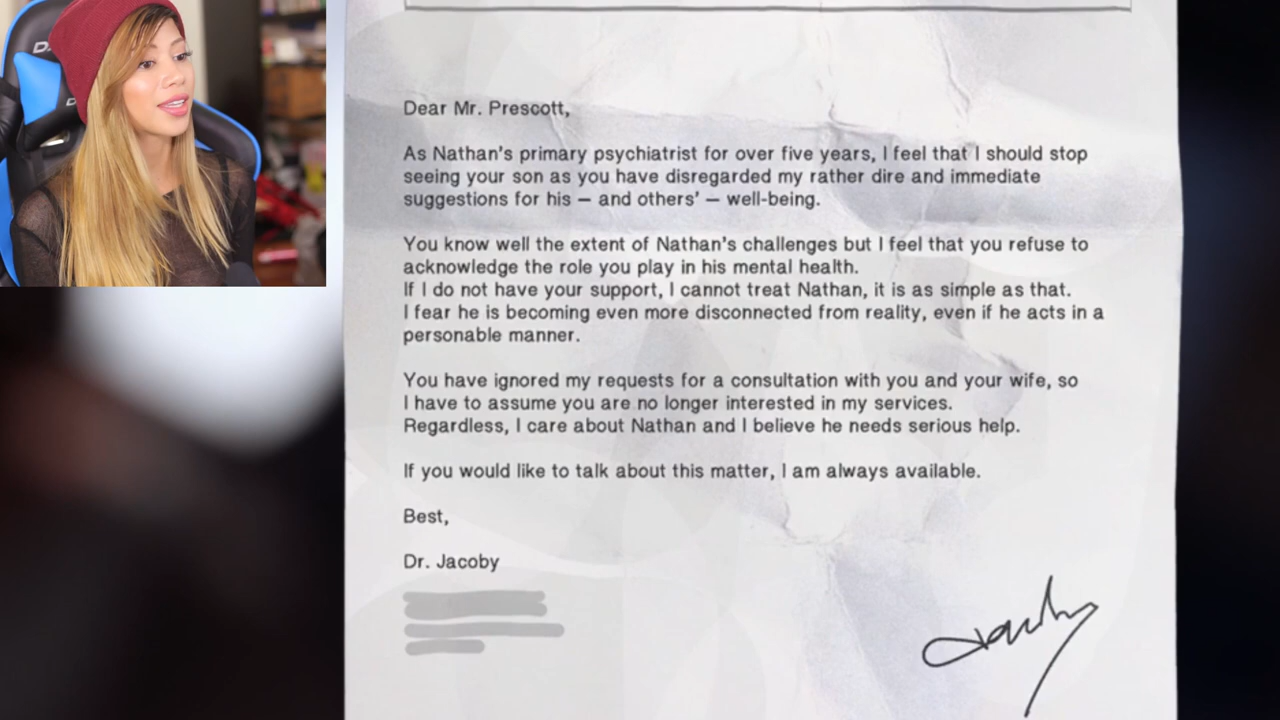 Dear Mr. Prescott,
As Nathan's primary psychiatrist for over five years, I feel that I should stop
seeing your son as you have disregarded my rather dire and immediate
suggestions for his – and others' – well-being.
You know well the extent of Nathan's challenges but I feel that you refuse to
acknowledge the role you play in his mental health.
If I do not have your support, I cannot treat Nathan, it is as simple as that.
I fear he is becoming even more disconnected from reality, even if he acts in a
personable manner.
You have ignored my requests for a consultation with you and your wife, so
I have to assume you are no longer interested in my services.
Regardless, I care about Nathan and I believe he needs serious help.
If you would like to talk about this matter, I am always available.
Best,
Dr. Jacoby